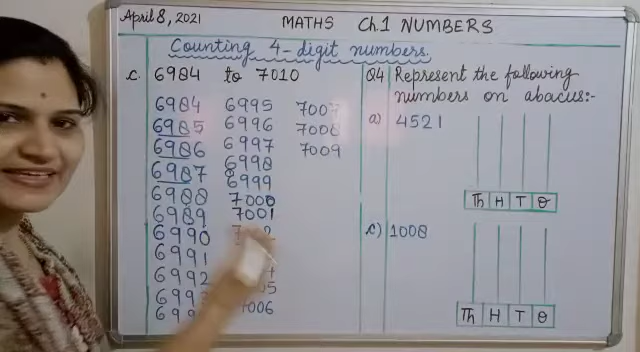 April 8, 2021
MATHS Ch.1 NUMBERS
Counting 4-digit numbers.
c. 6984 to 7010
6984
6985
6986
6987
6988
6989
6990
6991
6992
6995
6996
6997
6998
6999
7000
7001
7006
7007
7008
7009
Q4 Represent the following
numbers on abacus:-
a) 4521
Th H T O
c) 1008
Th H T O